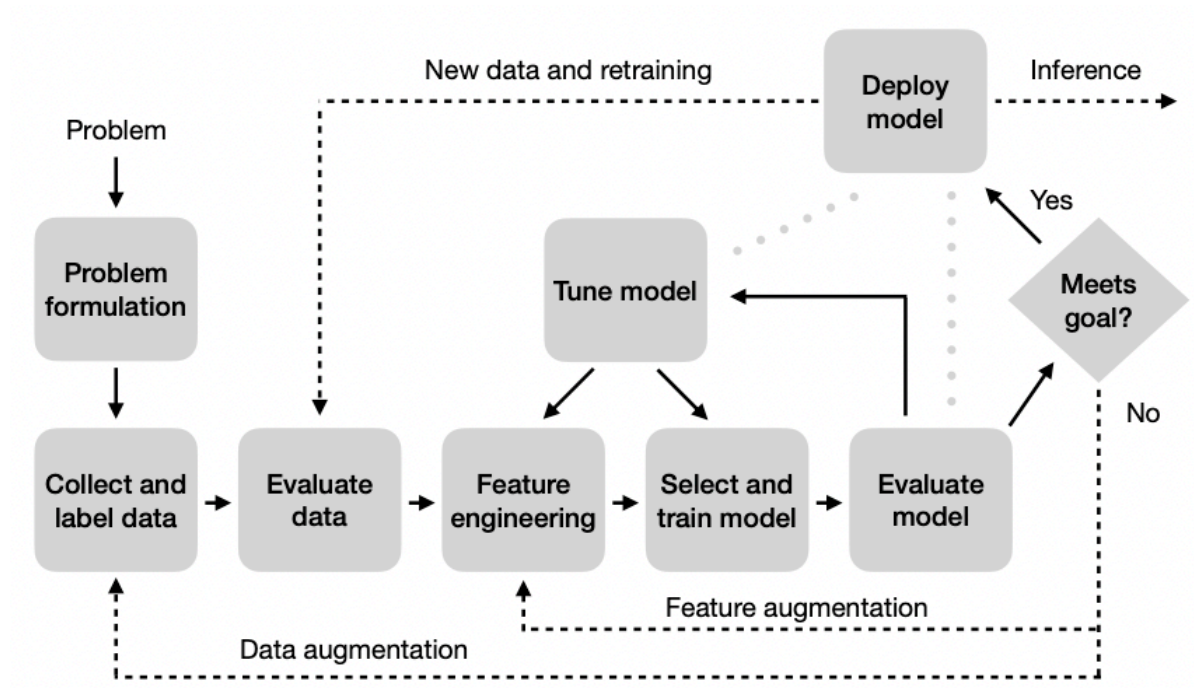 New data and retraining
Deploy
model
Inference
Problem
Yes
Problem
formulation
Tune model
Meets
goal?
No
Collect and
label data
Evaluate
data
Feature
engineering
Select and
train model
Evaluate
model
Feature augmentation
Data augmentation